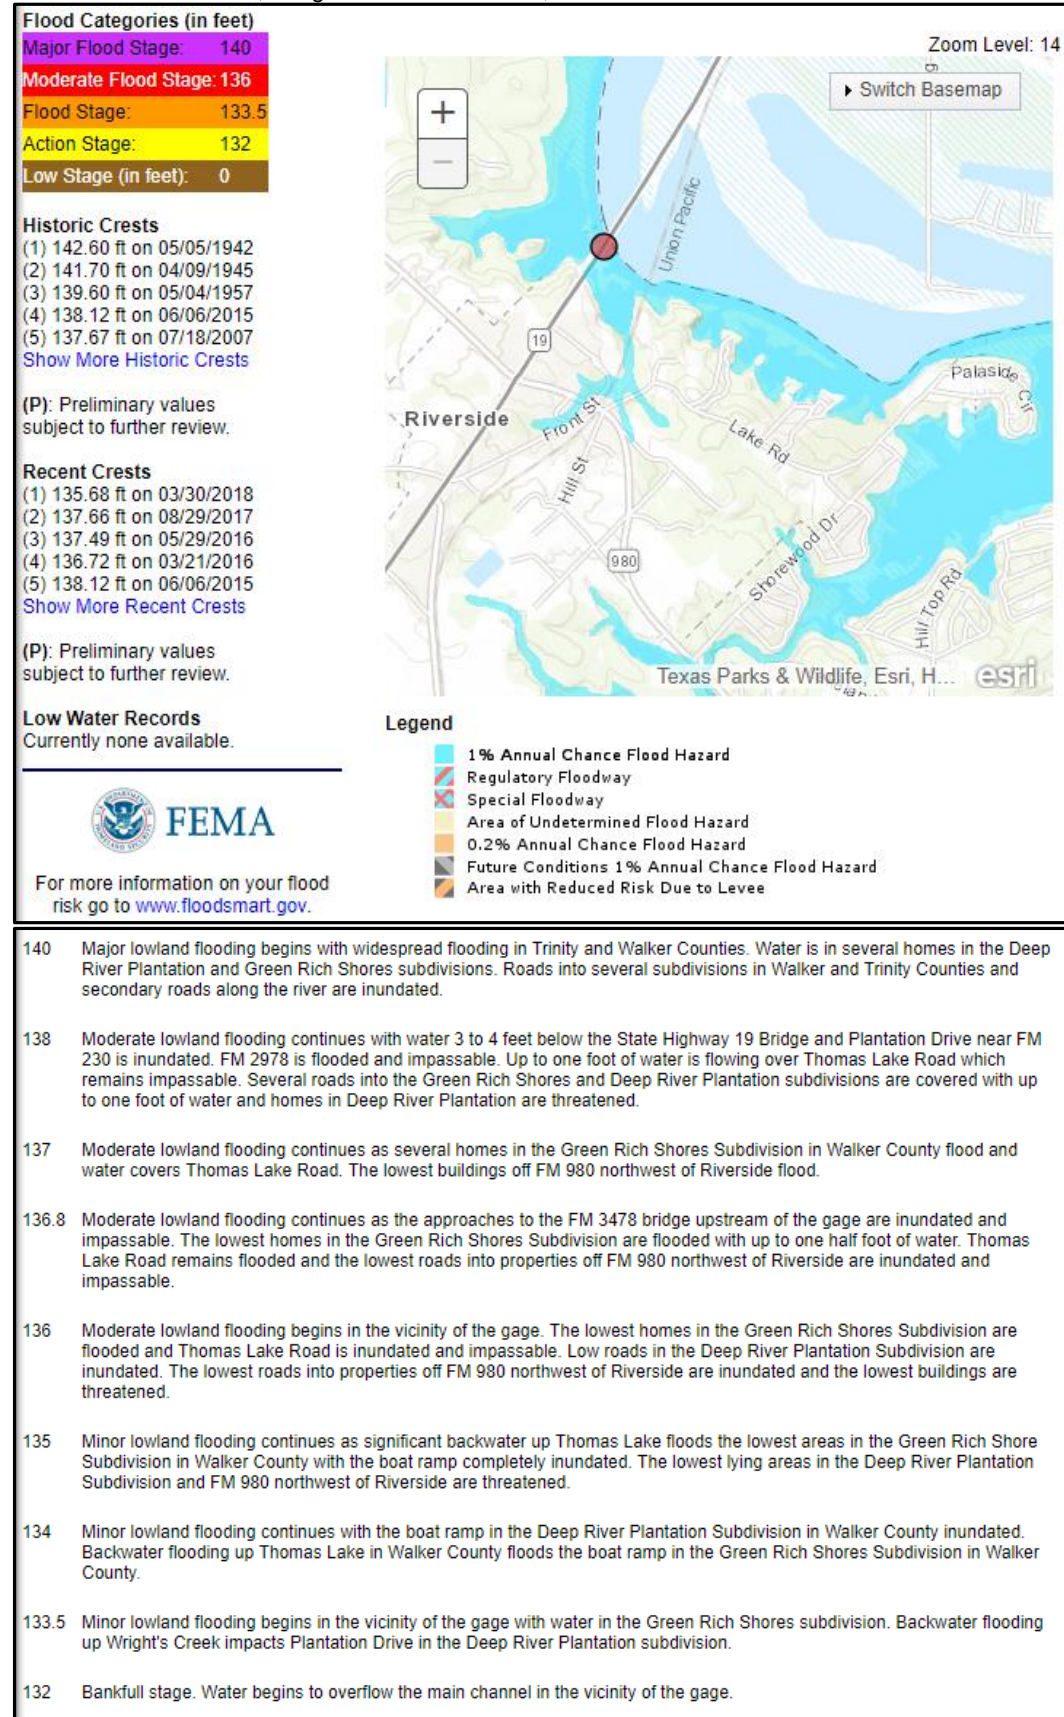 Flood Categories (in feet)
Major Flood Stage: 140
Moderate Flood Stage: 136
Flood Stage: 133.5
Action Stage: 132
Low Stage (in feet): 0
Historic Crests
(1) 142.60 ft on 05/05/1942
(2) 141.70 ft on 04/09/1945
(3) 139.60 ft on 05/04/1957
(4) 138.12 ft on 06/06/2015
(5) 137.67 ft on 07/18/2007
Show More Historic Crests
(P): Preliminary values
subject to further review.
Recent Crests
(1) 135.68 ft on 03/30/2018
(2) 137.66 ft on 08/29/2017
(3) 137.49 ft on 05/29/2016
(4) 136.72 ft on 03/21/2016
(5) 138.12 ft on 06/06/2015
Show More Recent Crests
(P): Preliminary values
subject to further review.
Low Water Records
Currently none available.
FEMA
For more information on your flood
risk go to www.floodsmart.gov.
Zoom Level: 14
Switch Basemap
+
−
Union Pacific
19
Riverside
Front St
Hill St
Lake Rd
Palaside Cir
980
Shorewood Dr
Hill Top Rd
Texas Parks & Wildlife, Esri, H...
esri
Legend
1% Annual Chance Flood Hazard
Regulatory Floodway
Special Floodway
Area of Undetermined Flood Hazard
0.2% Annual Chance Flood Hazard
Future Conditions 1% Annual Chance Flood Hazard
Area with Reduced Risk Due to Levee
140 Major lowland flooding begins with widespread flooding in Trinity and Walker Counties. Water is in several homes in the Deep
River Plantation and Green Rich Shores subdivisions. Roads into several subdivisions in Walker and Trinity Counties and
secondary roads along the river are inundated.
138 Moderate lowland flooding continues with water 3 to 4 feet below the State Highway 19 Bridge and Plantation Drive near FM
230 is inundated. FM 2978 is flooded and impassable. Up to one foot of water is flowing over Thomas Lake Road which
remains impassable. Several roads into the Green Rich Shores and Deep River Plantation subdivisions are covered with up
to one foot of water and homes in Deep River Plantation are threatened.
137 Moderate lowland flooding continues as several homes in the Green Rich Shores Subdivision in Walker County flood and
water covers Thomas Lake Road. The lowest buildings off FM 980 northwest of Riverside flood.
136.8 Moderate lowland flooding continues as the approaches to the FM 3478 bridge upstream of the gage are inundated and
impassable. The lowest homes in the Green Rich Shores Subdivision are flooded with up to one half foot of water. Thomas
Lake Road remains flooded and the lowest roads into properties off FM 980 northwest of Riverside are inundated and
impassable.
136 Moderate lowland flooding begins in the vicinity of the gage. The lowest homes in the Green Rich Shores Subdivision are
flooded and Thomas Lake Road is inundated and impassable. Low roads in the Deep River Plantation Subdivision are
inundated. The lowest roads into properties off FM 980 northwest of Riverside are inundated and the lowest buildings are
threatened.
135 Minor lowland flooding continues as significant backwater up Thomas Lake floods the lowest areas in the Green Rich Shore
Subdivision in Walker County with the boat ramp completely inundated. The lowest lying areas in the Deep River Plantation
Subdivision and FM 980 northwest of Riverside are threatened.
134 Minor lowland flooding continues with the boat ramp in the Deep River Plantation Subdivision in Walker County inundated.
Backwater flooding up Thomas Lake in Walker County floods the boat ramp in the Green Rich Shores Subdivision in Walker
County.
133.5 Minor lowland flooding begins in the vicinity of the gage with water in the Green Rich Shores subdivision. Backwater flooding
up Wright's Creek impacts Plantation Drive in the Deep River Plantation subdivision.
132 Bankfull stage. Water begins to overflow the main channel in the vicinity of the gage.